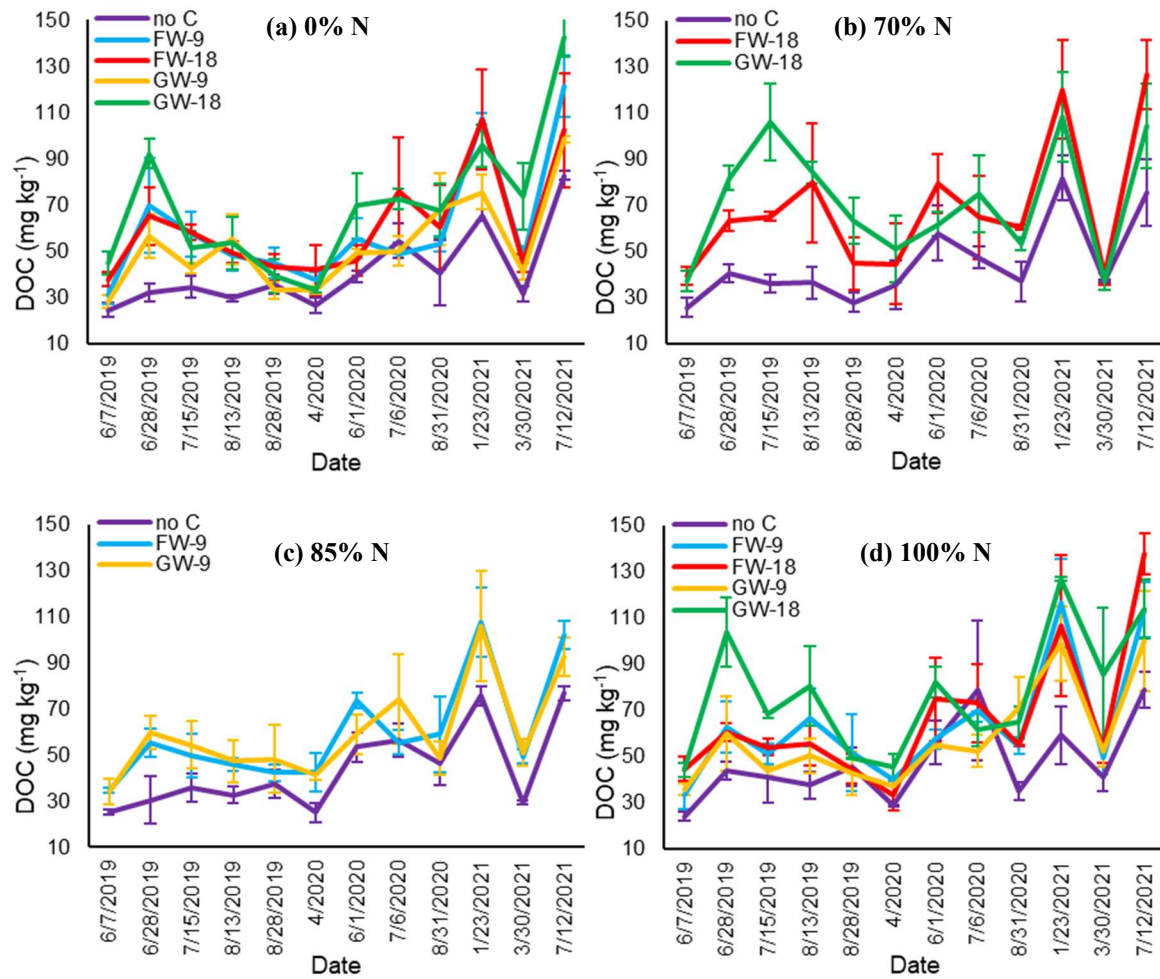 (a) 0% N
no C
FW-9
FW-18
GW-9
GW-18
DOC (mg kg-1)
150
130
110
90
70
50
30
10
6/7/2019
6/28/2019
7/15/2019
8/13/2019
8/28/2019
4/2020
6/1/2020
7/6/2020
8/31/2020
1/23/2021
3/30/2021
7/12/2021
Date
(b) 70% N
no C
FW-18
GW-18
DOC (mg kg-1)
150
130
110
90
70
50
30
10
6/7/2019
6/28/2019
7/15/2019
8/13/2019
8/28/2019
4/2020
6/1/2020
7/6/2020
8/31/2020
1/23/2021
3/30/2021
7/12/2021
Date
(c) 85% N
no C
FW-9
GW-9
DOC (mg kg-1)
150
130
110
90
70
50
30
10
6/7/2019
6/28/2019
7/15/2019
8/13/2019
8/28/2019
4/2020
6/1/2020
7/6/2020
8/31/2020
1/23/2021
3/30/2021
7/12/2021
Date
(d) 100% N
no C
FW-9
FW-18
GW-9
GW-18
DOC (mg kg-1)
150
130
110
90
70
50
30
10
6/7/2019
6/28/2019
7/15/2019
8/13/2019
8/28/2019
4/2020
6/1/2020
7/6/2020
8/31/2020
1/23/2021
3/30/2021
7/12/2021
Date